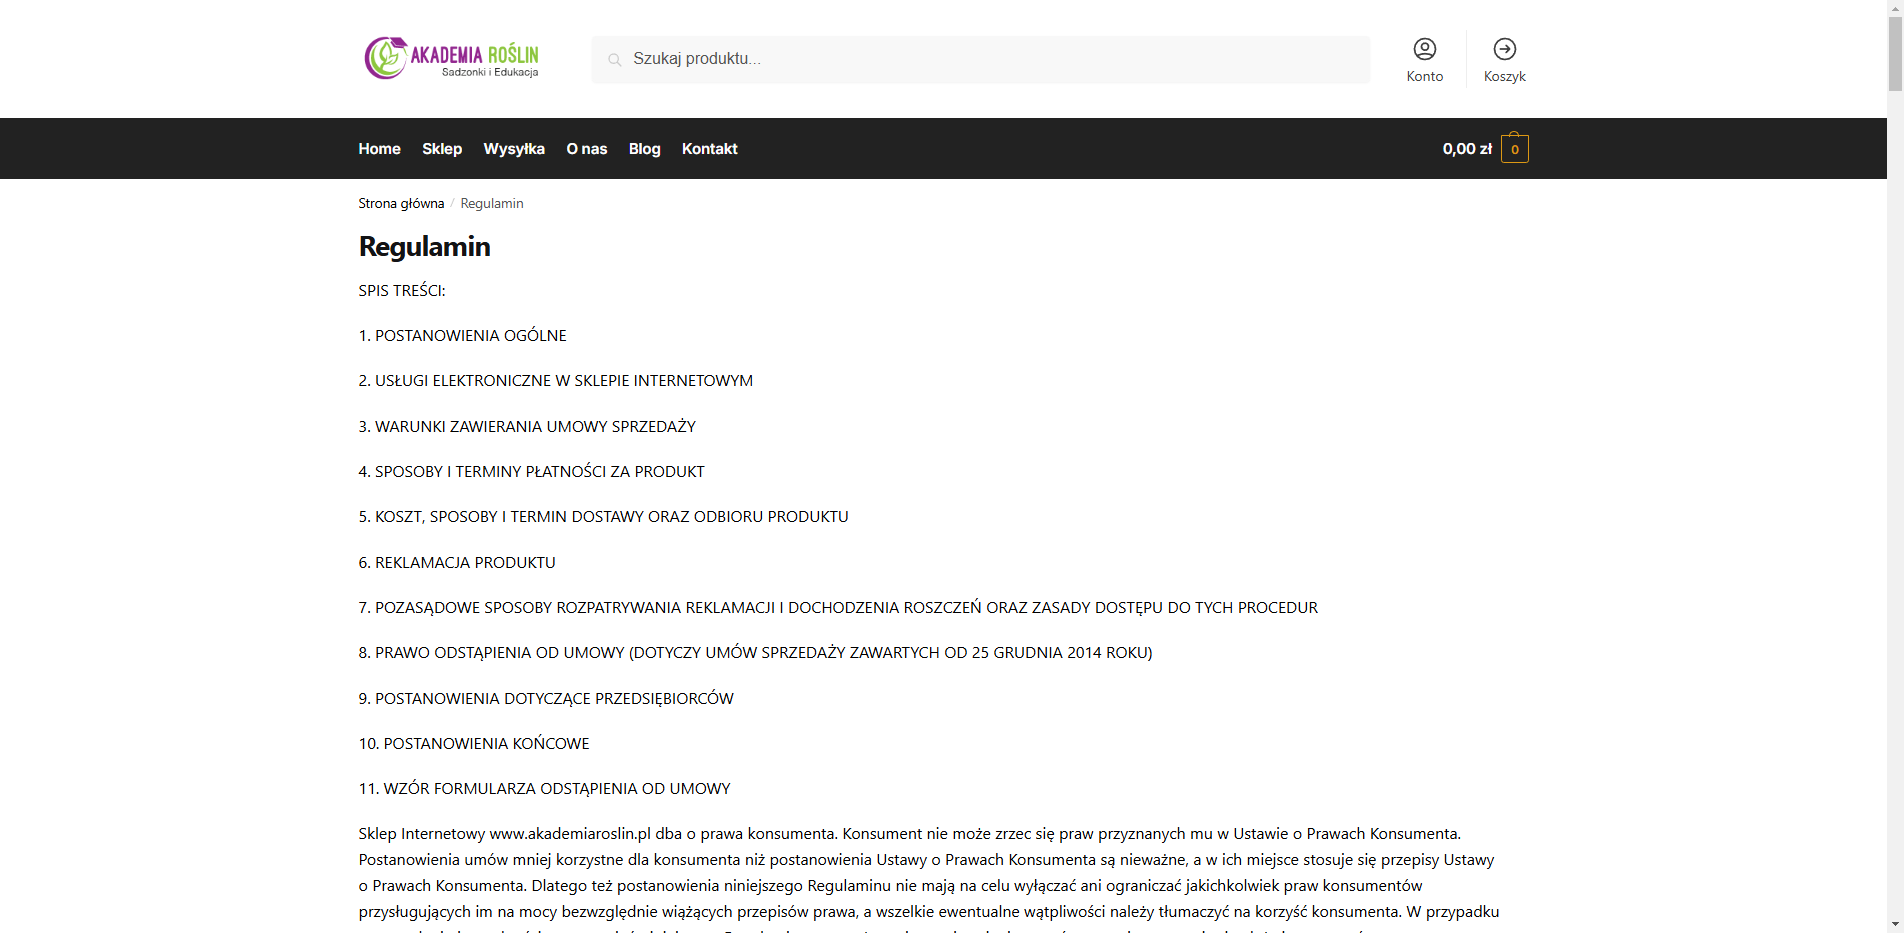 AKADEMIA ROŚLIN
Sadzonki i Edukacja
Szukaj produktu...
Konto
Koszyk
Home Sklep Wysyłka O nas Blog Kontakt
0,00 zł 0
Strona główna / Regulamin
Regulamin
SPIS TREŚCI:
1. POSTANOWIENIA OGÓLNE
2. USŁUGI ELEKTRONICZNE W SKLEPIE INTERNETOWYM
3. WARUNKI ZAWIERANIA UMOWY SPRZEDAŻY
4. SPOSOBY I TERMINY PŁATNOŚCI ZA PRODUKT
5. KOSZT, SPOSOBY I TERMIN DOSTAWY ORAZ ODBIORU PRODUKTU
6. REKLAMACJA PRODUKTU
7. POZASĄDOWE SPOSOBY ROZPATRYWANIA REKLAMACJI I DOCHODZENIA ROSZCZEŃ ORAZ ZASADY DOSTĘPU DO TYCH PROCEDUR
8. PRAWO ODSTĄPIENIA OD UMOWY (DOTYCZY UMÓW SPRZEDAŻY ZAWARTYCH OD 25 GRUDNIA 2014 ROKU)
9. POSTANOWIENIA DOTYCZĄCE PRZEDSIĘBIORCÓW
10. POSTANOWIENIA KOŃCOWE
11. WZÓR FORMULARZA ODSTĄPIENIA OD UMOWY
Sklep Internetowy www.akademiaroslin.pl dba o prawa konsumenta. Konsument nie może zrzec się praw przyznanych mu w Ustawie o Prawach Konsumenta.
Postanowienia umów mniej korzystne dla konsumenta niż postanowienia Ustawy o Prawach Konsumenta są nieważne, a w ich miejsce stosuje się przepisy Ustawy
o Prawach Konsumenta. Dlatego też postanowienia niniejszego Regulaminu nie mają na celu wyłączać ani ograniczać jakichkolwiek praw konsumentów
przysługujących im na mocy bezwzględnie wiążących przepisów prawa, a wszelkie ewentualne wątpliwości należy tłumaczyć na korzyść konsumenta. W przypadku